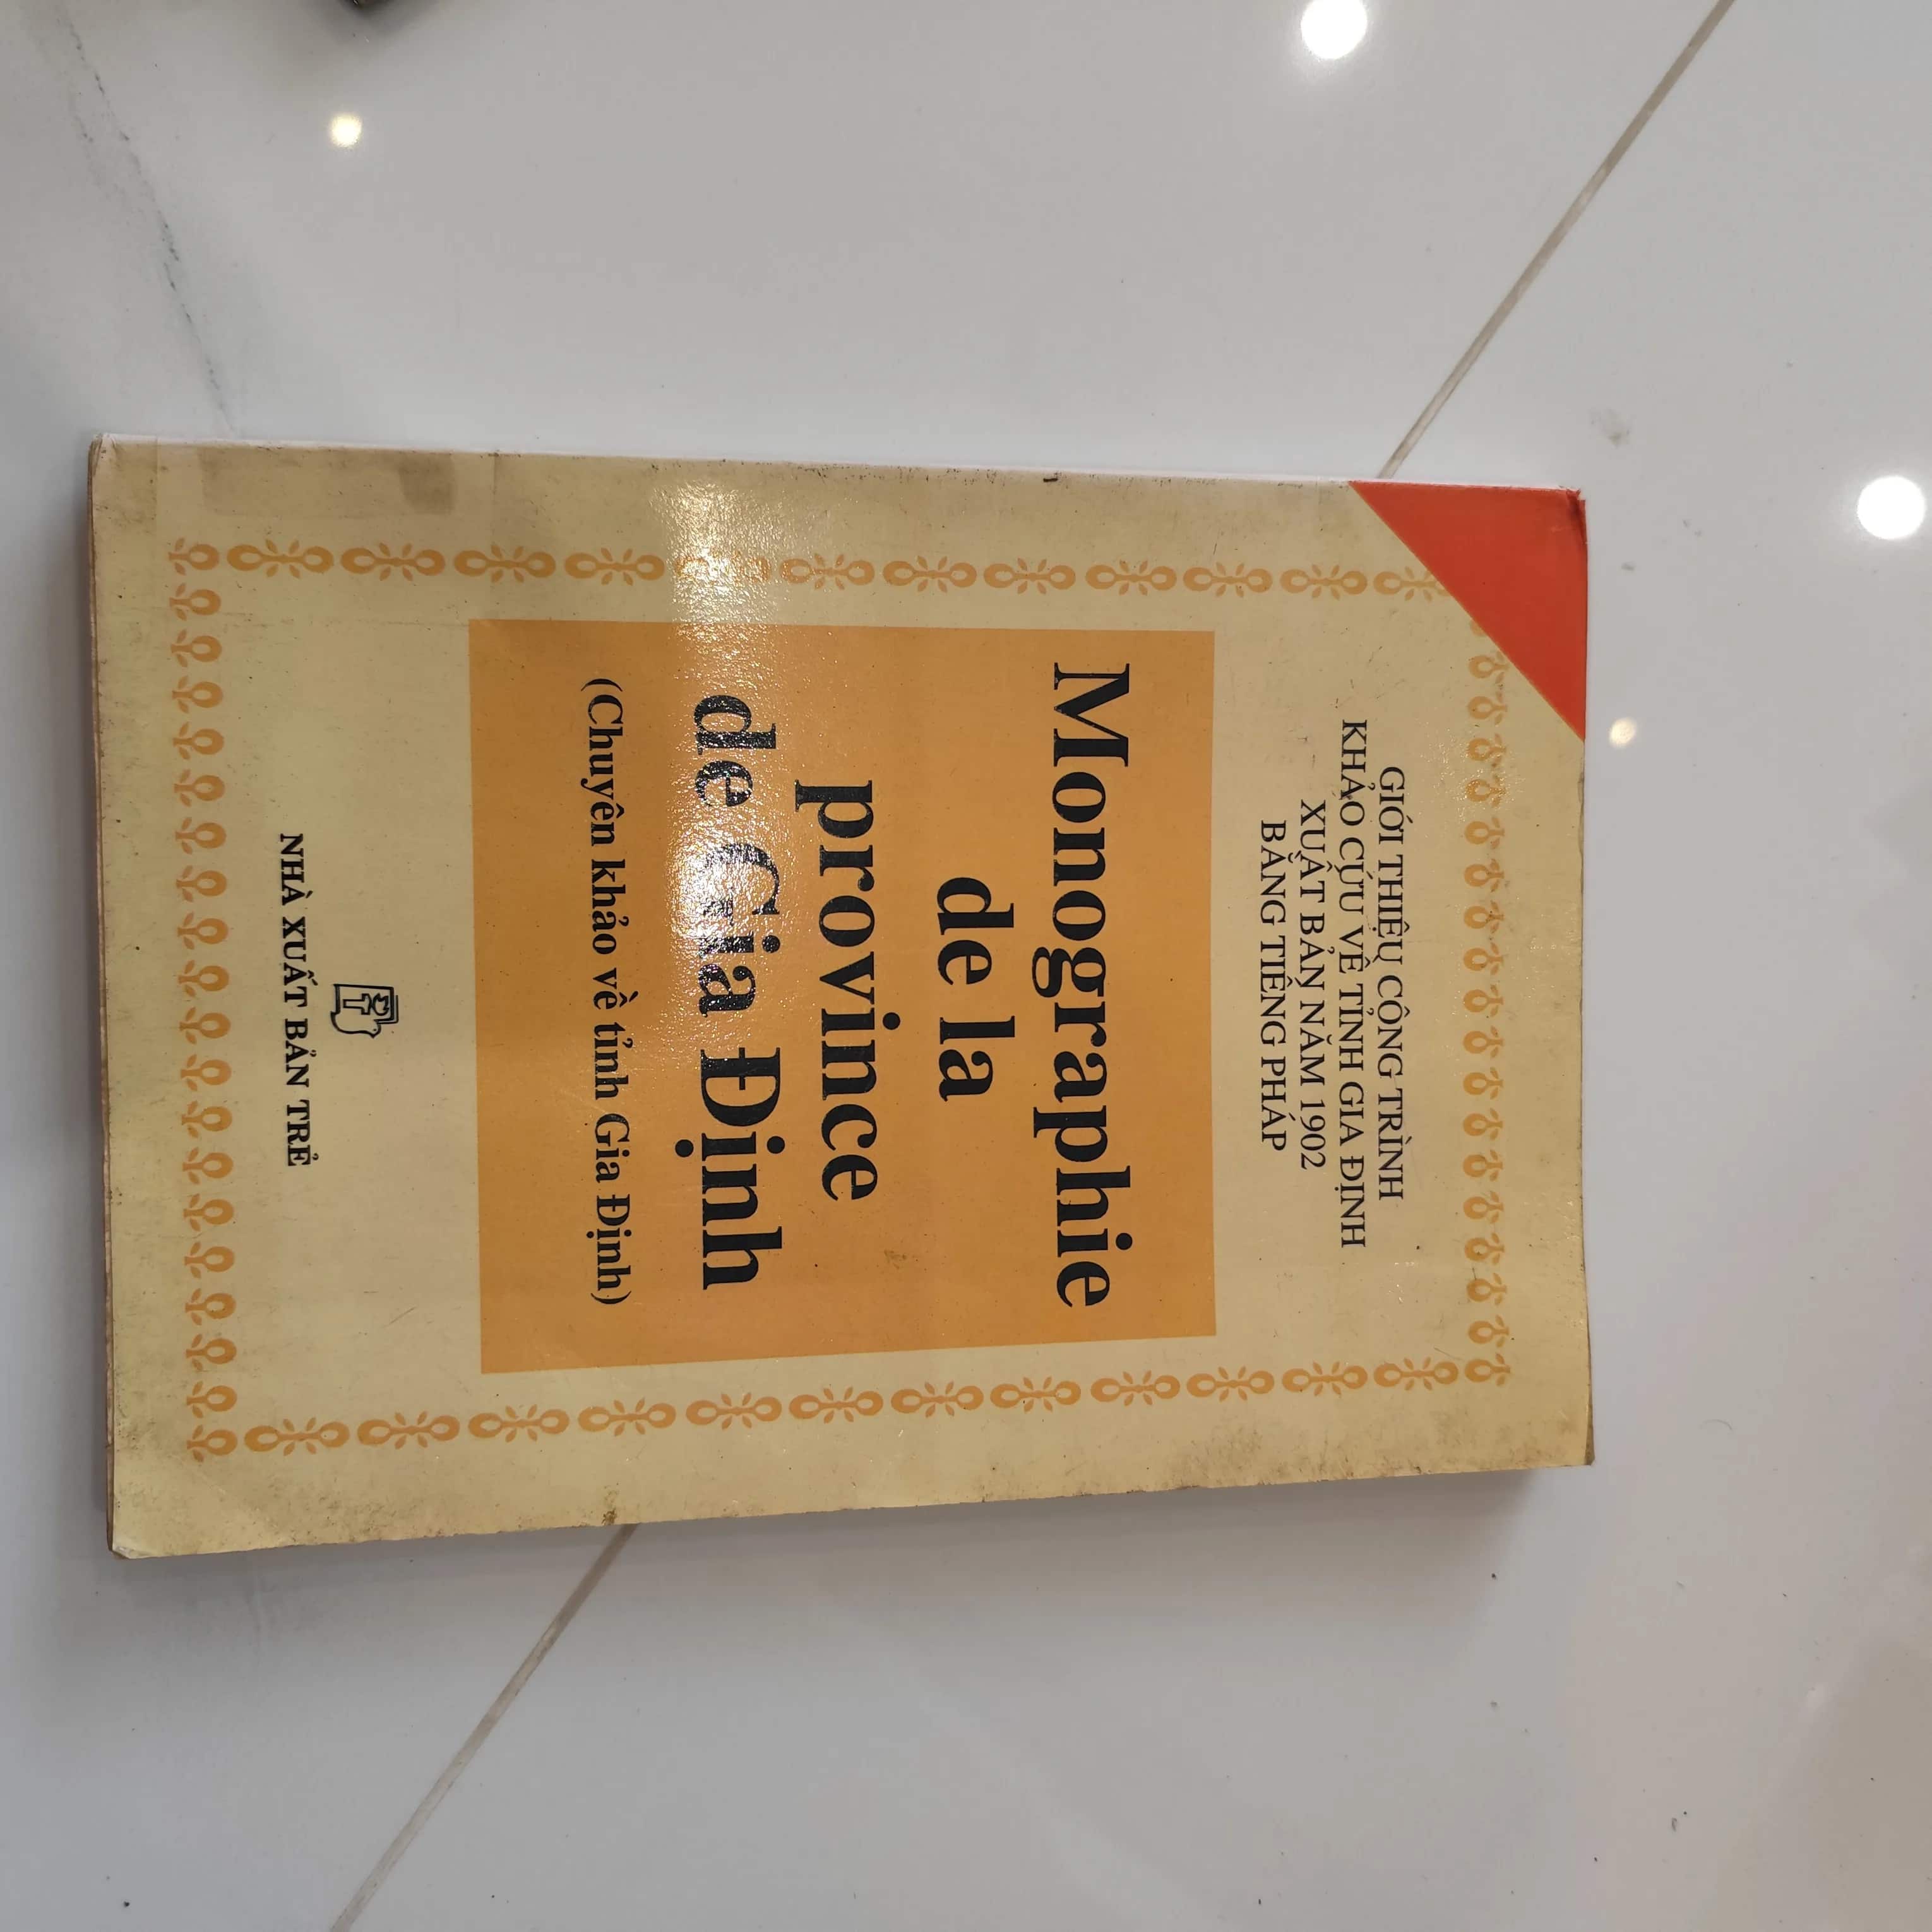 GIỚI THIỆU CÔNG TRÌNH
KHẢO CỨU VỀ TỈNH GIA ĐỊNH
XUẤT BẢN NĂM 1902
BẰNG TIẾNG PHÁP
Monographie
de la
province
de Gia Định
(Chuyên khảo về tỉnh Gia Định)
NHÀ XUẤT BẢN TRẺ